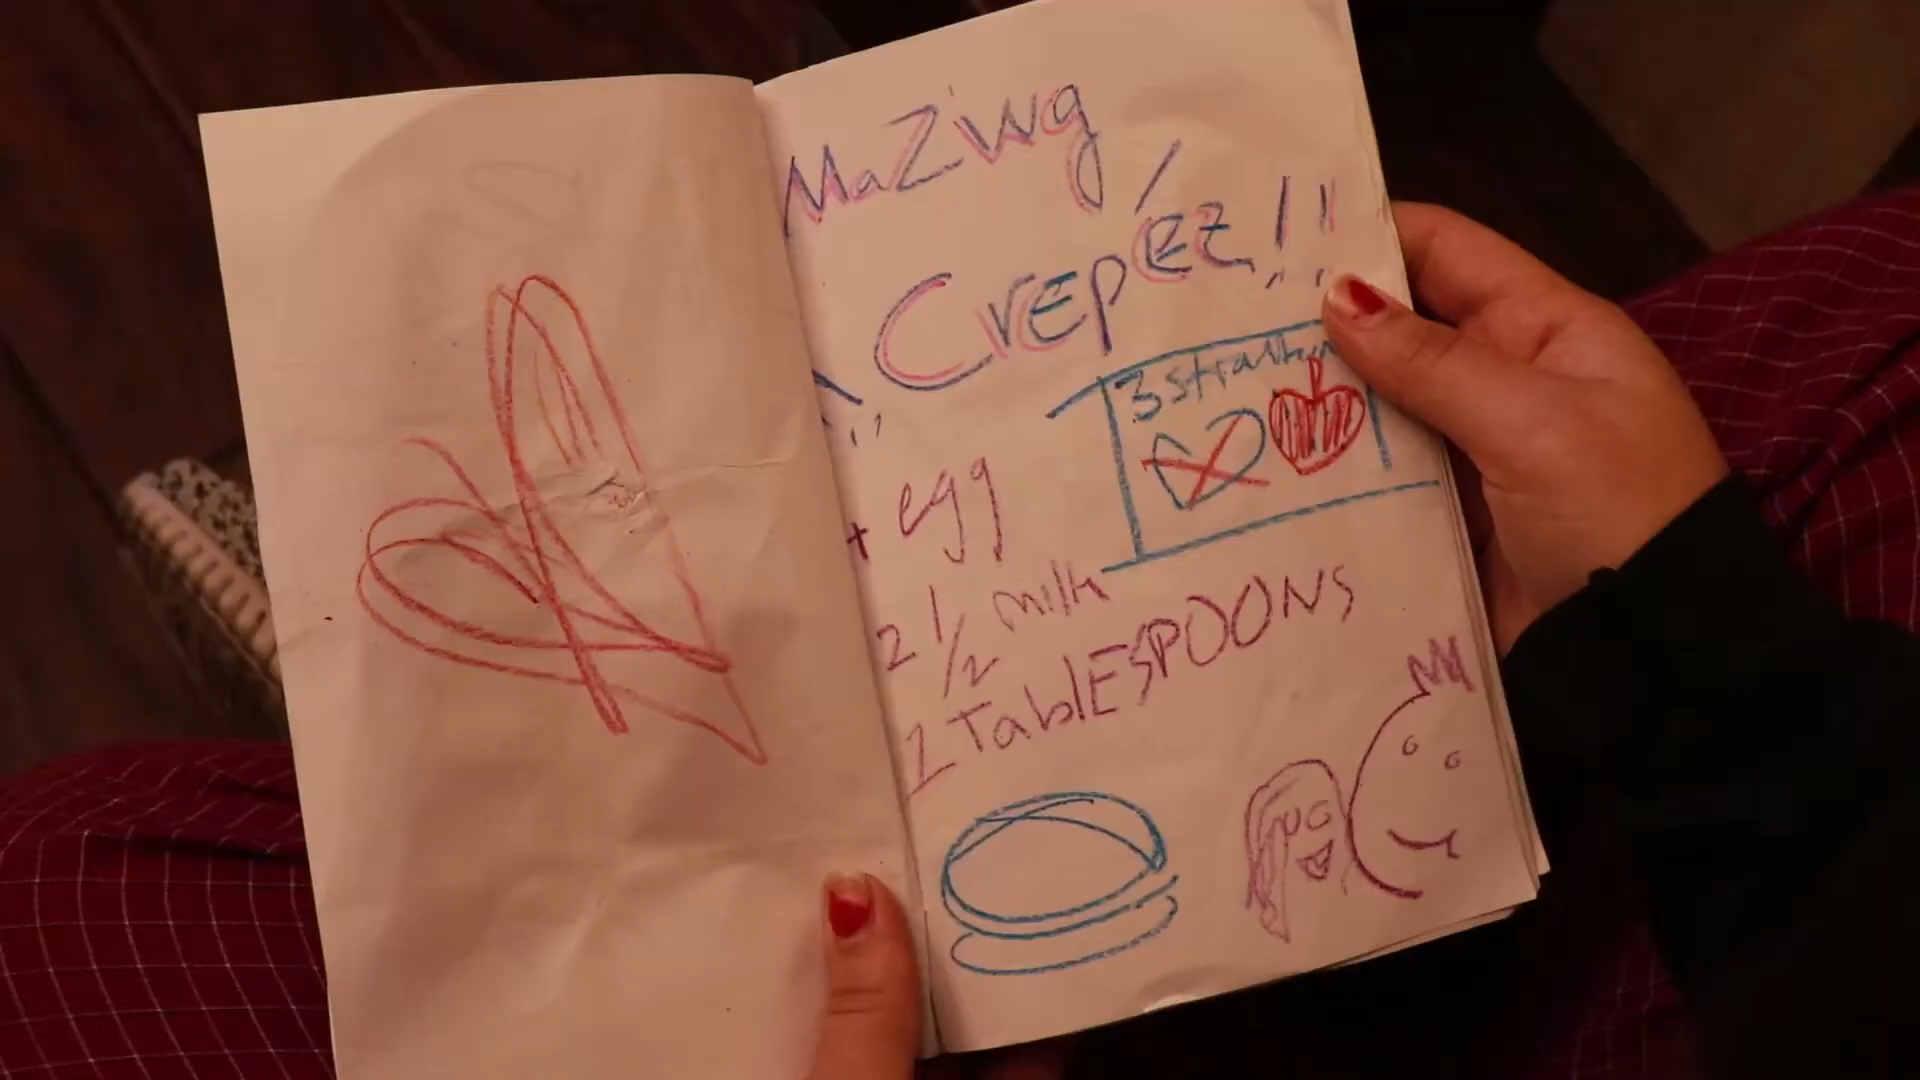 MaZiNg
CrEpEZ!!
3 straw
egg
2 1/2 milk
1 TablESPOONS